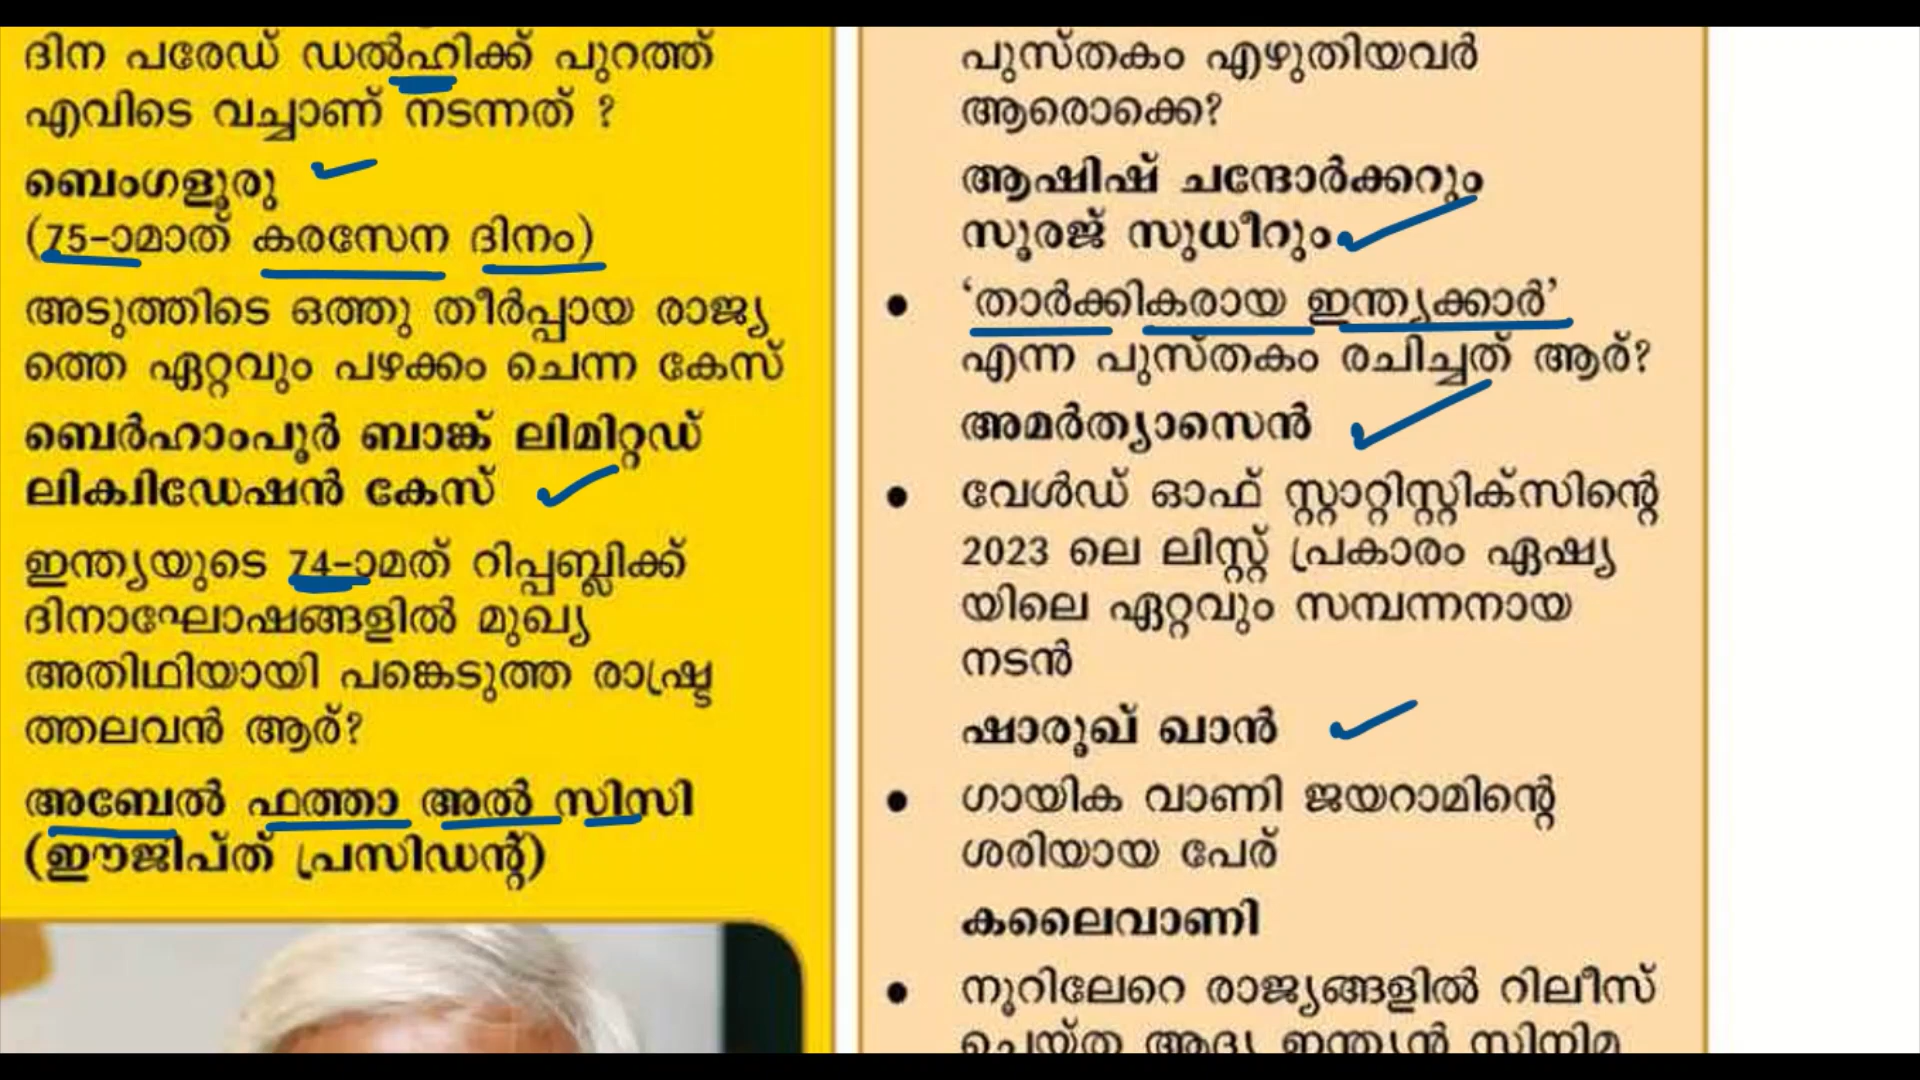 ദിന പരേഡ് ഡൽഹിക്ക് പുറത്ത്
എവിടെ വച്ചാണ് നടന്നത് ?
ബെംഗളൂരു
(75-ാമാത് കരസേന ദിനം)
അടുത്തിടെ ഒത്തു തീർപ്പായ രാജ്യ
ത്തെ ഏറ്റവും പഴക്കം ചെന്ന കേസ്
ബെർഹാംപൂർ ബാങ്ക് ലിമിറ്റഡ്
ലിക്വിഡേഷൻ കേസ്
ഇന്ത്യയുടെ 74-ാമത് റിപ്പബ്ലിക്ക്
ദിനാഘോഷങ്ങളിൽ മുഖ്യ
അതിഥിയായി പങ്കെടുത്ത രാഷ്ട്ര
ത്തലവൻ ആര്?
അബേൽ ഫത്താ അൽ സിസി
(ഈജിപ്ത് പ്രസിഡന്റ്)
പുസ്തകം എഴുതിയവർ
ആരൊക്കെ?
ആഷിഷ് ചന്ദോർക്കറും
സൂരജ് സുധീറും
• ‘താർക്കികരായ ഇന്ത്യക്കാർ’
എന്ന പുസ്തകം രചിച്ചത് ആര്?
അമർത്യാസെൻ
• വേൾഡ് ഓഫ് സ്റ്റാറ്റിസ്റ്റിക്സിന്റെ
2023 ലെ ലിസ്റ്റ് പ്രകാരം ഏഷ്യ
യിലെ ഏറ്റവും സമ്പന്നനായ
നടൻ
ഷാരൂഖ് ഖാൻ
• ഗായിക വാണി ജയറാമിന്റെ
ശരിയായ പേര്
കലൈവാണി
• നൂറിലേറെ രാജ്യങ്ങളിൽ റിലീസ്
ചെയ്ത ആദ്യ ഇന്ത്യൻ സിനിമ